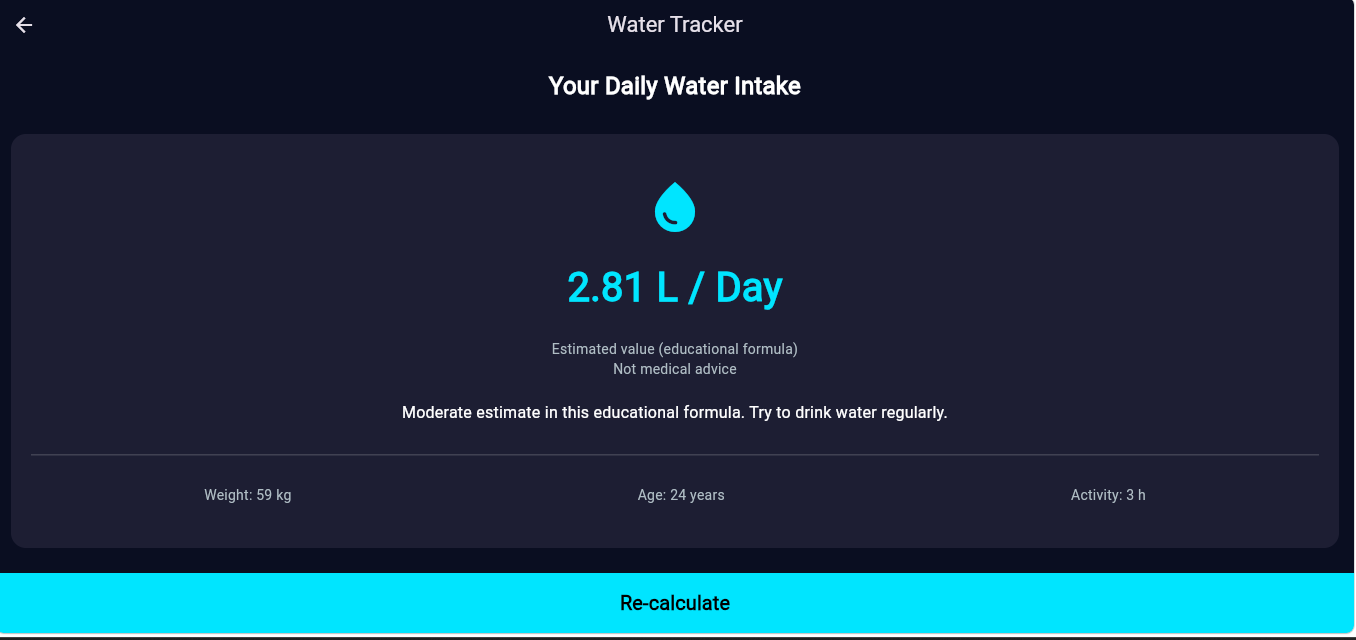 Water Tracker
Your Daily Water Intake
2.81 L / Day
Estimated value (educational formula)
Not medical advice
Moderate estimate in this educational formula. Try to drink water regularly.
Weight: 59 kg
Age: 24 years
Activity: 3 h
Re-calculate